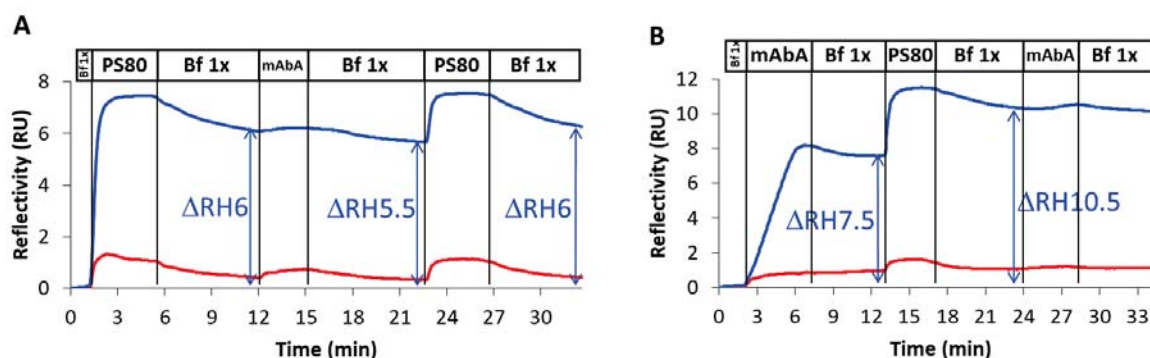 A
Bf 1x PS80 Bf 1x mAbA Bf 1x PS80 Bf 1x
8
6
4
2
0
Reflectivity (RU)
ΔRH6 ΔRH5.5 ΔRH6
0 3 6 9 12 15 18 21 24 27 30
Time (min)
B
Bf 1x mAbA Bf 1x PS80 Bf 1x mAbA Bf 1x
12
10
8
6
4
2
0
Reflectivity (RU)
ΔRH7.5 ΔRH10.5
0 3 6 9 12 15 18 21 24 27 30 33
Time (min)